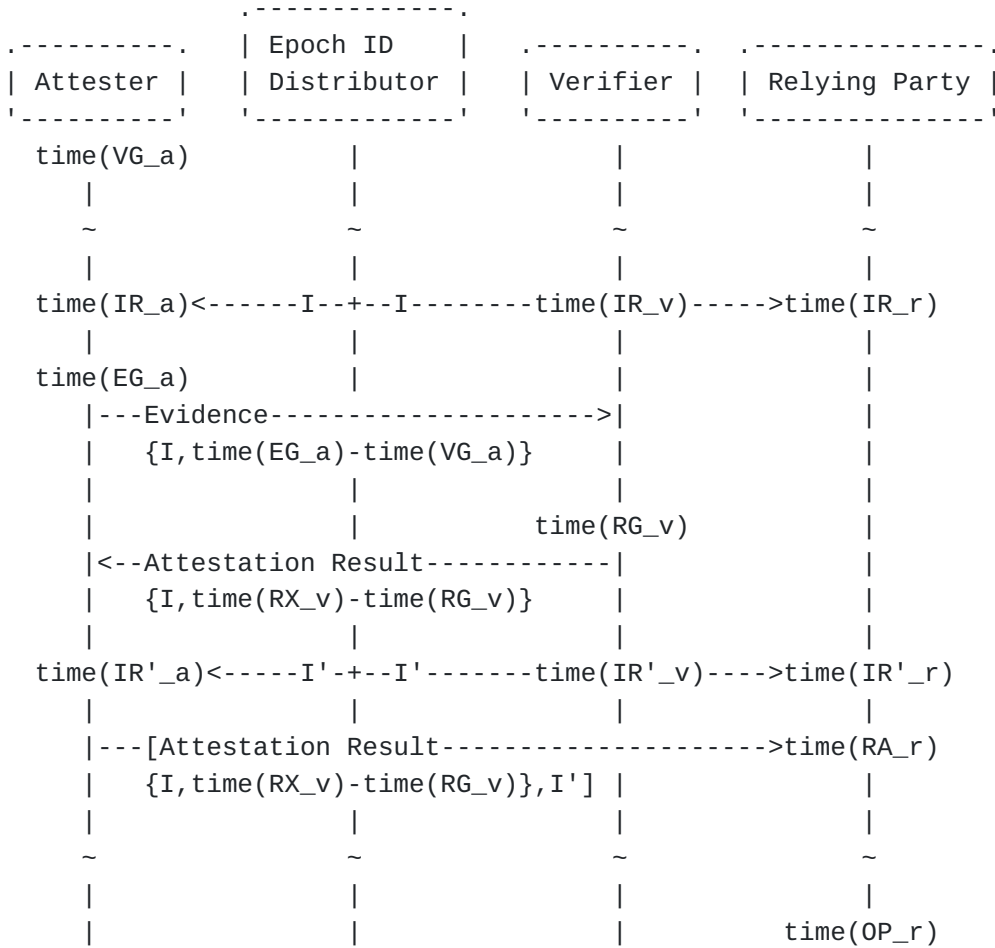 .-------------.
.----------.    | Epoch ID    |   .----------.  .---------------.
| Attester |    | Distributor |   | Verifier |  | Relying Party |
'----------'    '-------------'   '----------'  '---------------'
  time(VG_a)           |                |               |
     |                 |                |               |
     ~                 ~                ~               ~
     |                 |                |               |
  time(IR_a)<------I--+--I--------time(IR_v)----->time(IR_r)
     |                 |                |               |
  time(EG_a)           |                |               |
     |---Evidence--------------------->|               |
     |   {I,time(EG_a)-time(VG_a)}     |               |
     |                 |                |               |
     |                 |           time(RG_v)           |
     |<--Attestation Result------------|               |
     |   {I,time(RX_v)-time(RG_v)}     |               |
     |                 |                |               |
  time(IR'_a)<-----I'-+--I'-------time(IR'_v)---->time(IR'_r)
     |                 |                |               |
     |---[Attestation Result--------------------->time(RA_r)
     |   {I,time(RX_v)-time(RG_v)},I'] |               |
     |                 |                |               |
     ~                 ~                ~               ~
     |                 |                |               |
     |                 |                |         time(OP_r)